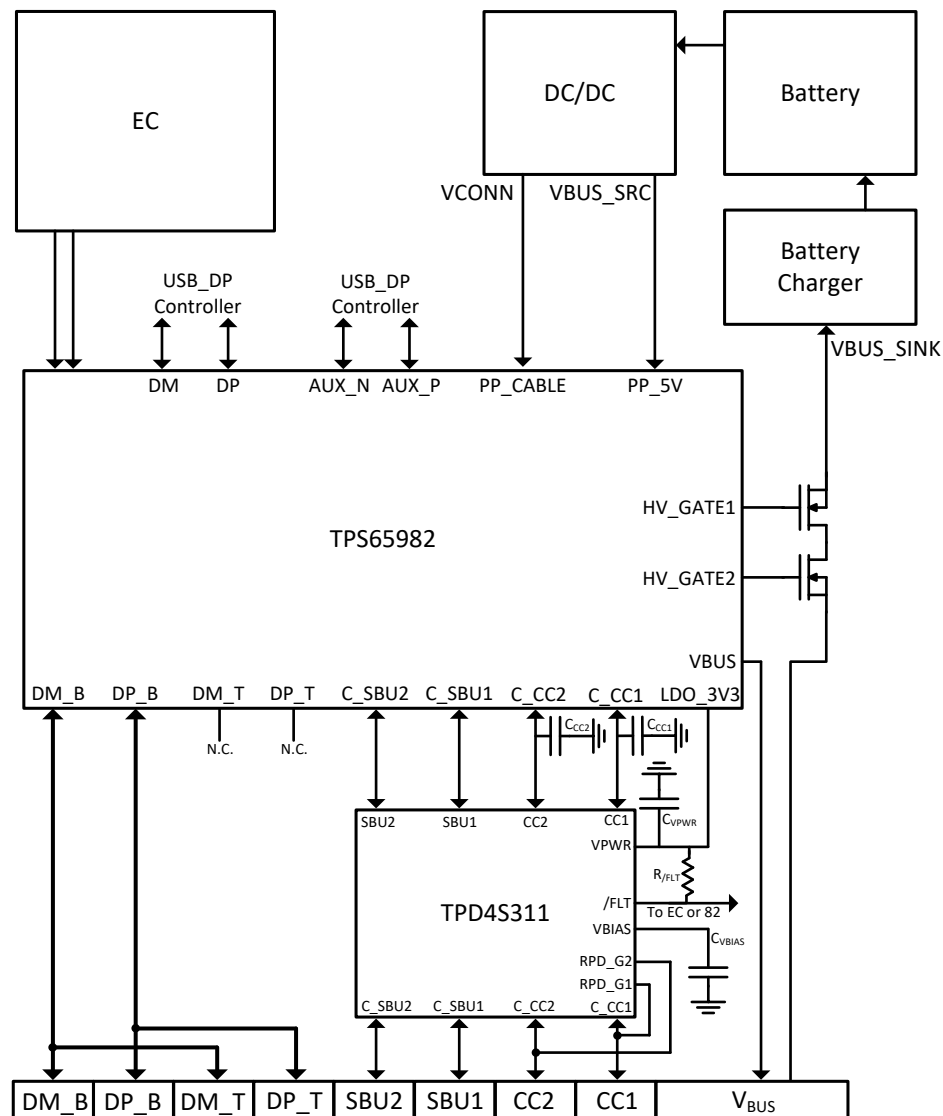 EC
DC/DC
Battery
VCONN
VBUS_SRC
Battery
Charger
USB_DP
Controller
USB_DP
Controller
VBUS_SINK
DM
DP
AUX_N
AUX_P
PP_CABLE
PP_5V
HV_GATE1
TPS65982
HV_GATE2
VBUS
DM_B
DP_B
DM_T
DP_T
C_SBU2
C_SBU1
C_CC2
C_CC1
LDO_3V3
N.C.
N.C.
CCC2
CCC1
CVPWR
SBU2
SBU1
CC2
CC1
VPWR
R/FLT
/FLT
To EC or 82
TPD4S311
VBIAS
CVBIAS
RPD_G2
RPD_G1
C_SBU2
C_SBU1
C_CC2
C_CC1
DM_B
DP_B
DM_T
DP_T
SBU2
SBU1
CC2
CC1
VBUS